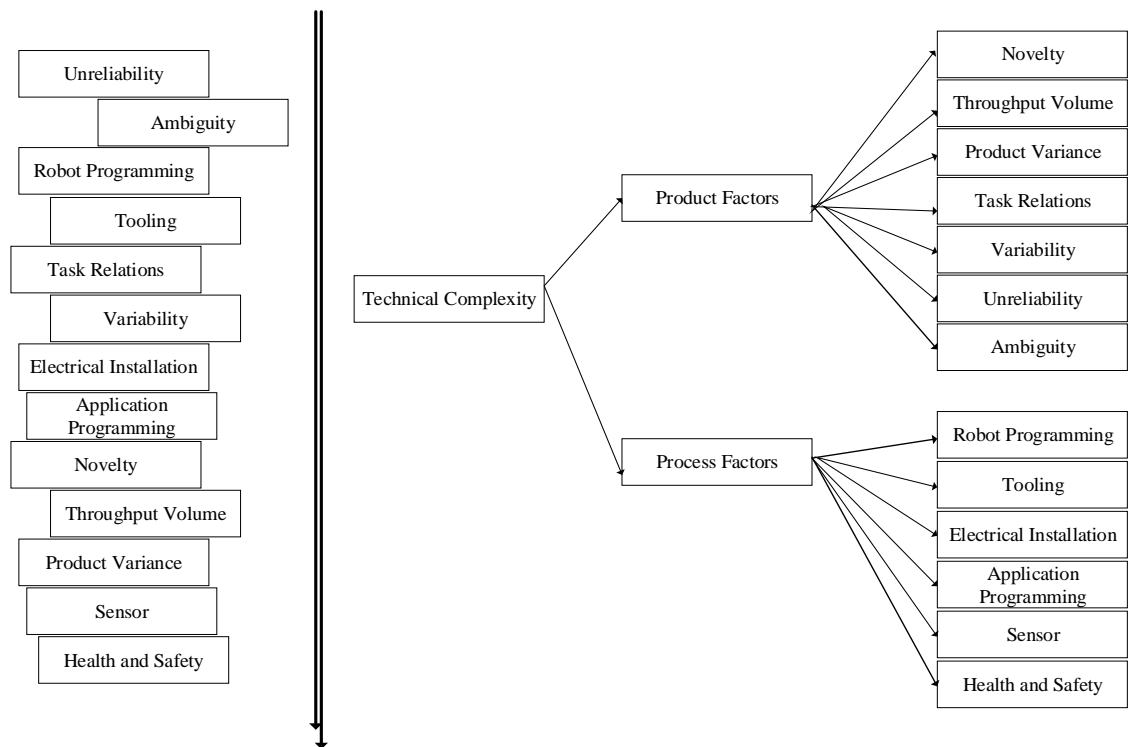 Unreliability
Ambiguity
Robot Programming
Tooling
Task Relations
Variability
Electrical Installation
Application
Programming
Novelty
Throughput Volume
Product Variance
Sensor
Health and Safety
Technical Complexity
Product Factors
Process Factors
Novelty
Throughput Volume
Product Variance
Task Relations
Variability
Unreliability
Ambiguity
Robot Programming
Tooling
Electrical Installation
Application
Programming
Sensor
Health and Safety